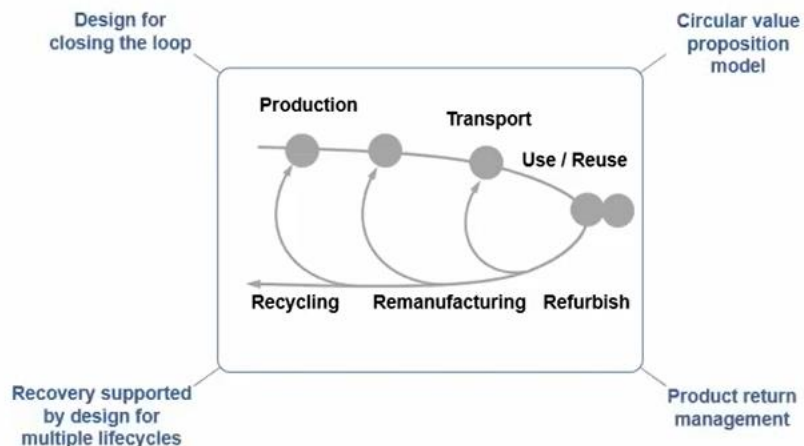 Design for
closing the loop
Circular value
proposition
model
Production
Transport
Use / Reuse
Recycling
Remanufacturing
Refurbish
Recovery supported
by design for
multiple lifecycles
Product return
management